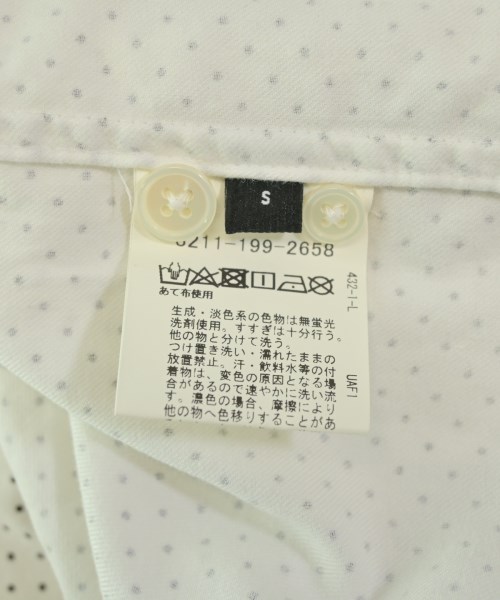 S
3211-199-2658
あて布使用
生成・淡色系の色物は無蛍光
洗剤使用。すすぎは十分行う。
他の物と分けて洗う。
つけ置き洗い・濡れたままの
放置禁止。汗・飲料水等の付
着物は、変色の原因となる場
合があるので速やかに洗い流
す。濃色の場合、摩擦により
他の物へ色移りすることがあ
432-1-L
UAF1